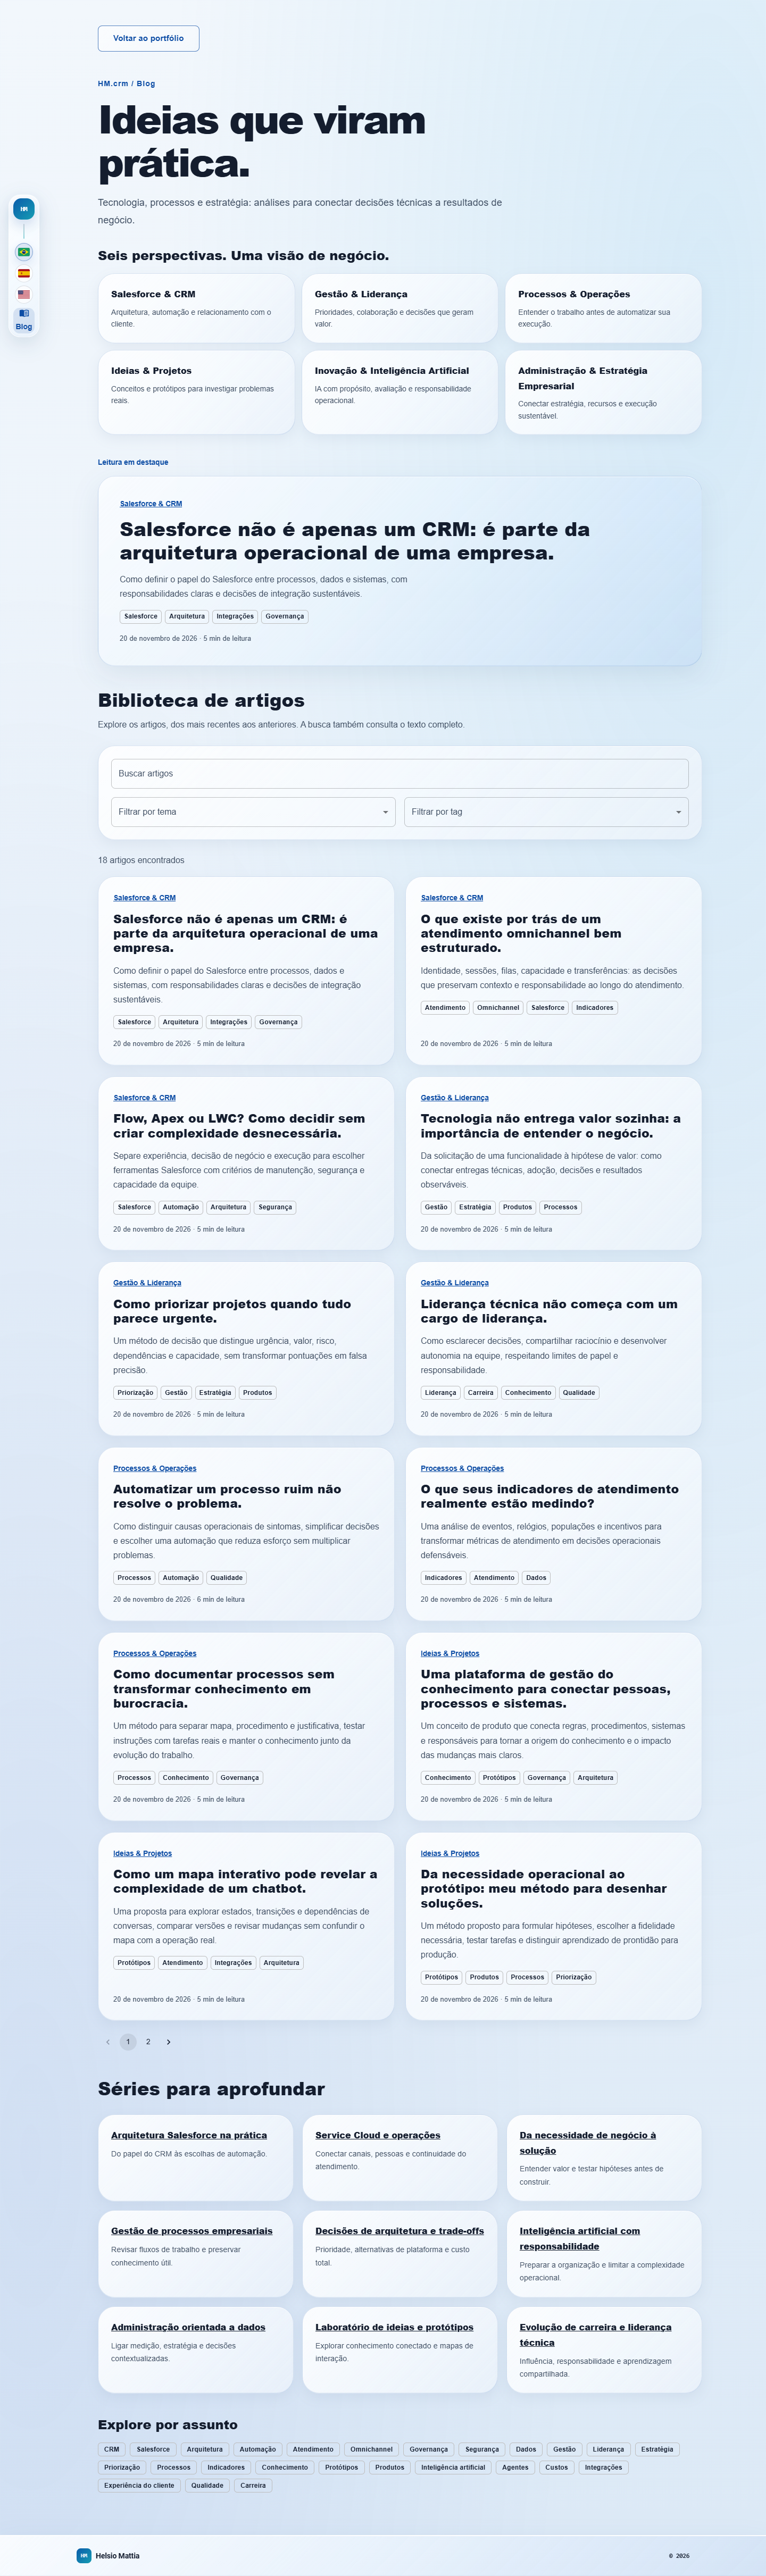 Voltar ao portfólio
HM.crm / Blog
Ideias que viram
prática.
Tecnologia, processos e estratégia: análises para conectar decisões técnicas a resultados de
negócio.
HM
Blog
Seis perspectivas. Uma visão de negócio.
Salesforce & CRM
Arquitetura, automação e relacionamento com o
cliente.
Gestão & Liderança
Prioridades, colaboração e decisões que geram
valor.
Processos & Operações
Entender o trabalho antes de automatizar sua
execução.
Ideias & Projetos
Conceitos e protótipos para investigar problemas
reais.
Inovação & Inteligência Artificial
IA com propósito, avaliação e responsabilidade
operacional.
Administração & Estratégia
Empresarial
Conectar estratégia, recursos e execução
sustentável.
Leitura em destaque
Salesforce & CRM
Salesforce não é apenas um CRM: é parte da
arquitetura operacional de uma empresa.
Como definir o papel do Salesforce entre processos, dados e sistemas, com
responsabilidades claras e decisões de integração sustentáveis.
Salesforce Arquitetura Integrações Governança
20 de novembro de 2026 · 5 min de leitura
Biblioteca de artigos
Explore os artigos, dos mais recentes aos anteriores. A busca também consulta o texto completo.
Buscar artigos
Filtrar por tema
Filtrar por tag
18 artigos encontrados
Salesforce & CRM
Salesforce não é apenas um CRM: é
parte da arquitetura operacional de uma
empresa.
Como definir o papel do Salesforce entre processos, dados e
sistemas, com responsabilidades claras e decisões de integração
sustentáveis.
Salesforce Arquitetura Integrações Governança
20 de novembro de 2026 · 5 min de leitura
Salesforce & CRM
O que existe por trás de um
atendimento omnichannel bem
estruturado.
Identidade, sessões, filas, capacidade e transferências: as decisões
que preservam contexto e responsabilidade ao longo do atendimento.
Atendimento Omnichannel Salesforce Indicadores
20 de novembro de 2026 · 5 min de leitura
Salesforce & CRM
Flow, Apex ou LWC? Como decidir sem
criar complexidade desnecessária.
Separe experiência, decisão de negócio e execução para escolher
ferramentas Salesforce com critérios de manutenção, segurança e
capacidade da equipe.
Salesforce Automação Arquitetura Segurança
20 de novembro de 2026 · 5 min de leitura
Gestão & Liderança
Tecnologia não entrega valor sozinha: a
importância de entender o negócio.
Da solicitação de uma funcionalidade à hipótese de valor: como
conectar entregas técnicas, adoção, decisões e resultados
observáveis.
Gestão Estratégia Produtos Processos
20 de novembro de 2026 · 5 min de leitura
Gestão & Liderança
Como priorizar projetos quando tudo
parece urgente.
Um método de decisão que distingue urgência, valor, risco,
dependências e capacidade, sem transformar pontuações em falsa
precisão.
Priorização Gestão Estratégia Produtos
20 de novembro de 2026 · 5 min de leitura
Gestão & Liderança
Liderança técnica não começa com um
cargo de liderança.
Como esclarecer decisões, compartilhar raciocínio e desenvolver
autonomia na equipe, respeitando limites de papel e
responsabilidade.
Liderança Carreira Conhecimento Qualidade
20 de novembro de 2026 · 5 min de leitura
Processos & Operações
Automatizar um processo ruim não
resolve o problema.
Como distinguir causas operacionais de sintomas, simplificar decisões
e escolher uma automação que reduza esforço sem multiplicar
problemas.
Processos Automação Qualidade
20 de novembro de 2026 · 6 min de leitura
Processos & Operações
O que seus indicadores de atendimento
realmente estão medindo?
Uma análise de eventos, relógios, populações e incentivos para
transformar métricas de atendimento em decisões operacionais
defensáveis.
Indicadores Atendimento Dados
20 de novembro de 2026 · 5 min de leitura
Processos & Operações
Como documentar processos sem
transformar conhecimento em
burocracia.
Um método para separar mapa, procedimento e justificativa, testar
instruções com tarefas reais e manter o conhecimento junto da
evolução do trabalho.
Processos Conhecimento Governança
20 de novembro de 2026 · 5 min de leitura
Ideias & Projetos
Uma plataforma de gestão do
conhecimento para conectar pessoas,
processos e sistemas.
Um conceito de produto que conecta regras, procedimentos, sistemas
e responsáveis para tornar a origem do conhecimento e o impacto
das mudanças mais claros.
Conhecimento Protótipos Governança Arquitetura
20 de novembro de 2026 · 5 min de leitura
Ideias & Projetos
Como um mapa interativo pode revelar a
complexidade de um chatbot.
Uma proposta para explorar estados, transições e dependências de
conversas, comparar versões e revisar mudanças sem confundir o
mapa com a operação real.
Protótipos Atendimento Integrações Arquitetura
20 de novembro de 2026 · 5 min de leitura
Ideias & Projetos
Da necessidade operacional ao
protótipo: meu método para desenhar
soluções.
Um método proposto para formular hipóteses, escolher a fidelidade
necessária, testar tarefas e distinguir aprendizado de prontidão para
produção.
Protótipos Produtos Processos Priorização
20 de novembro de 2026 · 5 min de leitura
1 2
Séries para aprofundar
Arquitetura Salesforce na prática
Do papel do CRM às escolhas de automação.
Service Cloud e operações
Conectar canais, pessoas e continuidade do
atendimento.
Da necessidade de negócio à
solução
Entender valor e testar hipóteses antes de
construir.
Gestão de processos empresariais
Revisar fluxos de trabalho e preservar
conhecimento útil.
Decisões de arquitetura e trade-offs
Prioridade, alternativas de plataforma e custo
total.
Inteligência artificial com
responsabilidade
Preparar a organização e limitar a complexidade
operacional.
Administração orientada a dados
Ligar medição, estratégia e decisões
contextualizadas.
Laboratório de ideias e protótipos
Explorar conhecimento conectado e mapas de
interação.
Evolução de carreira e liderança
técnica
Influência, responsabilidade e aprendizagem
compartilhada.
Explore por assunto
CRM Salesforce Arquitetura Automação Atendimento Omnichannel Governança Segurança Dados Gestão Liderança Estratégia
Priorização Processos Indicadores Conhecimento Protótipos Produtos Inteligência artificial Agentes Custos Integrações
Experiência do cliente Qualidade Carreira
HM Helsio Mattia
© 2026